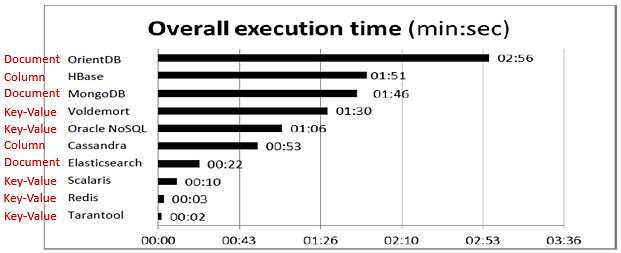 Overall execution time (min:sec)
Document OrientDB 02:56
Column HBase 01:51
Document MongoDB 01:46
Key-Value Voldemort 01:30
Key-Value Oracle NoSQL 01:06
Column Cassandra 00:53
Document Elasticsearch 00:22
Key-Value Scalaris 00:10
Key-Value Redis 00:03
Key-Value Tarantool 00:02
00:00 00:43 01:26 02:10 02:53 03:36